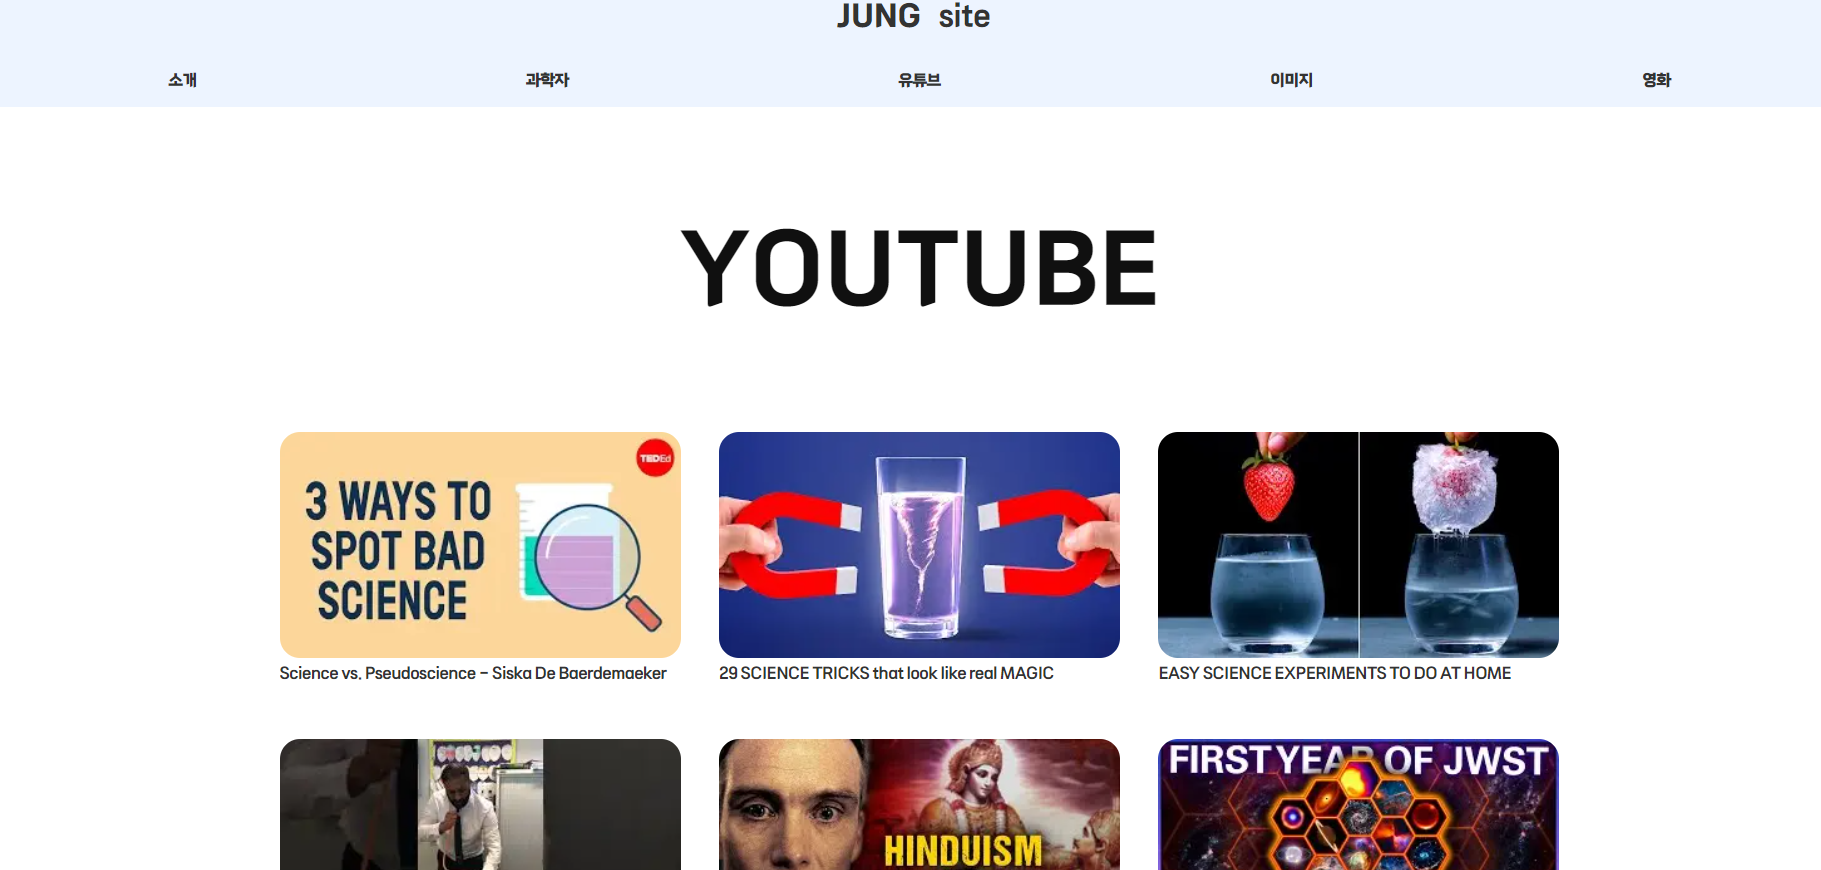 JUNG site
소개 과학자 유튜브 이미지 영화
YOUTUBE
TEDEd
3 WAYS TO
SPOT BAD
SCIENCE
Science vs. Pseudoscience - Siska De Baerdemaeker
29 SCIENCE TRICKS that look like real MAGIC
EASY SCIENCE EXPERIMENTS TO DO AT HOME
HINDUISM
FIRST YEAR OF JWST